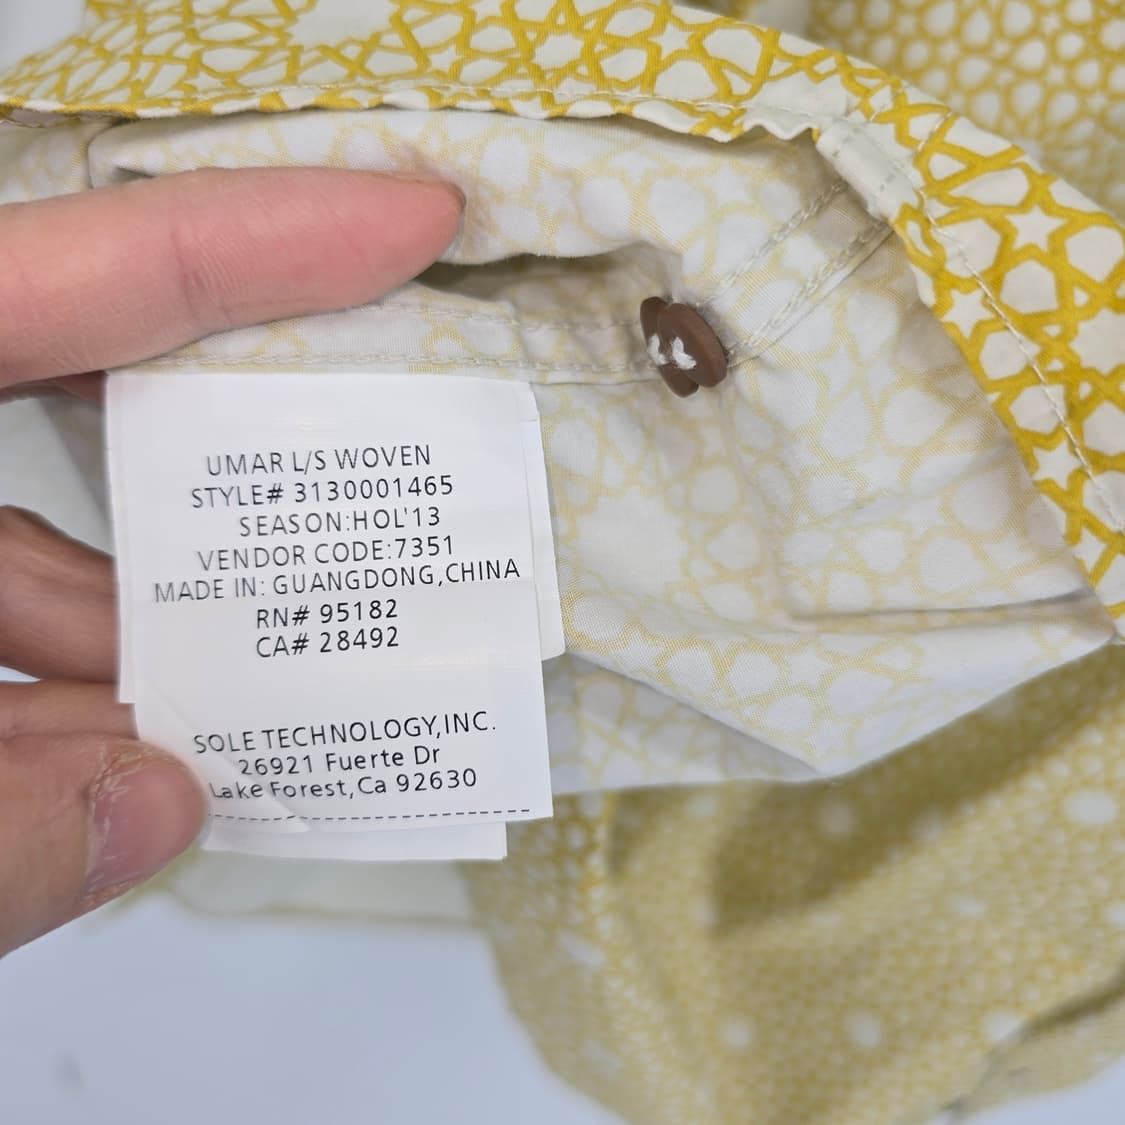 UMAR L/S WOVEN
STYLE# 3130001465
SEASON:HOL'13
VENDOR CODE:7351
MADE IN: GUANGDONG,CHINA
RN# 95182
CA# 28492
SOLE TECHNOLOGY,INC.
26921 Fuerte Dr
Lake Forest,Ca 92630